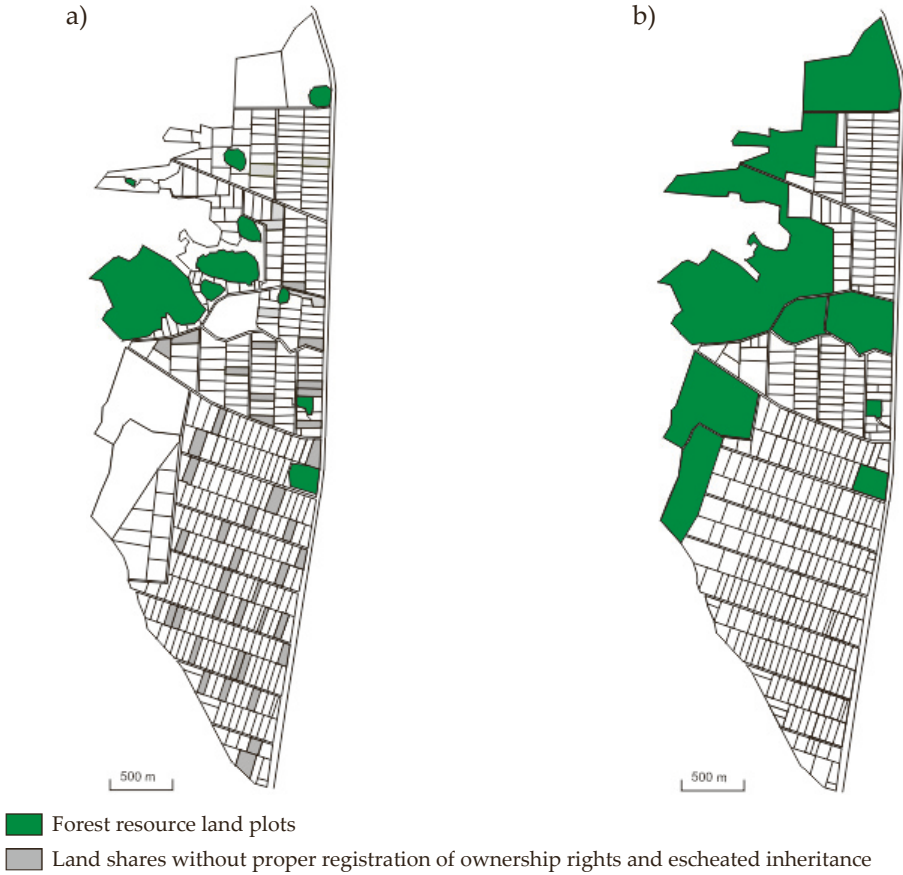 a)
b)
500 m
500 m
Forest resource land plots
Land shares without proper registration of ownership rights and escheated inheritance